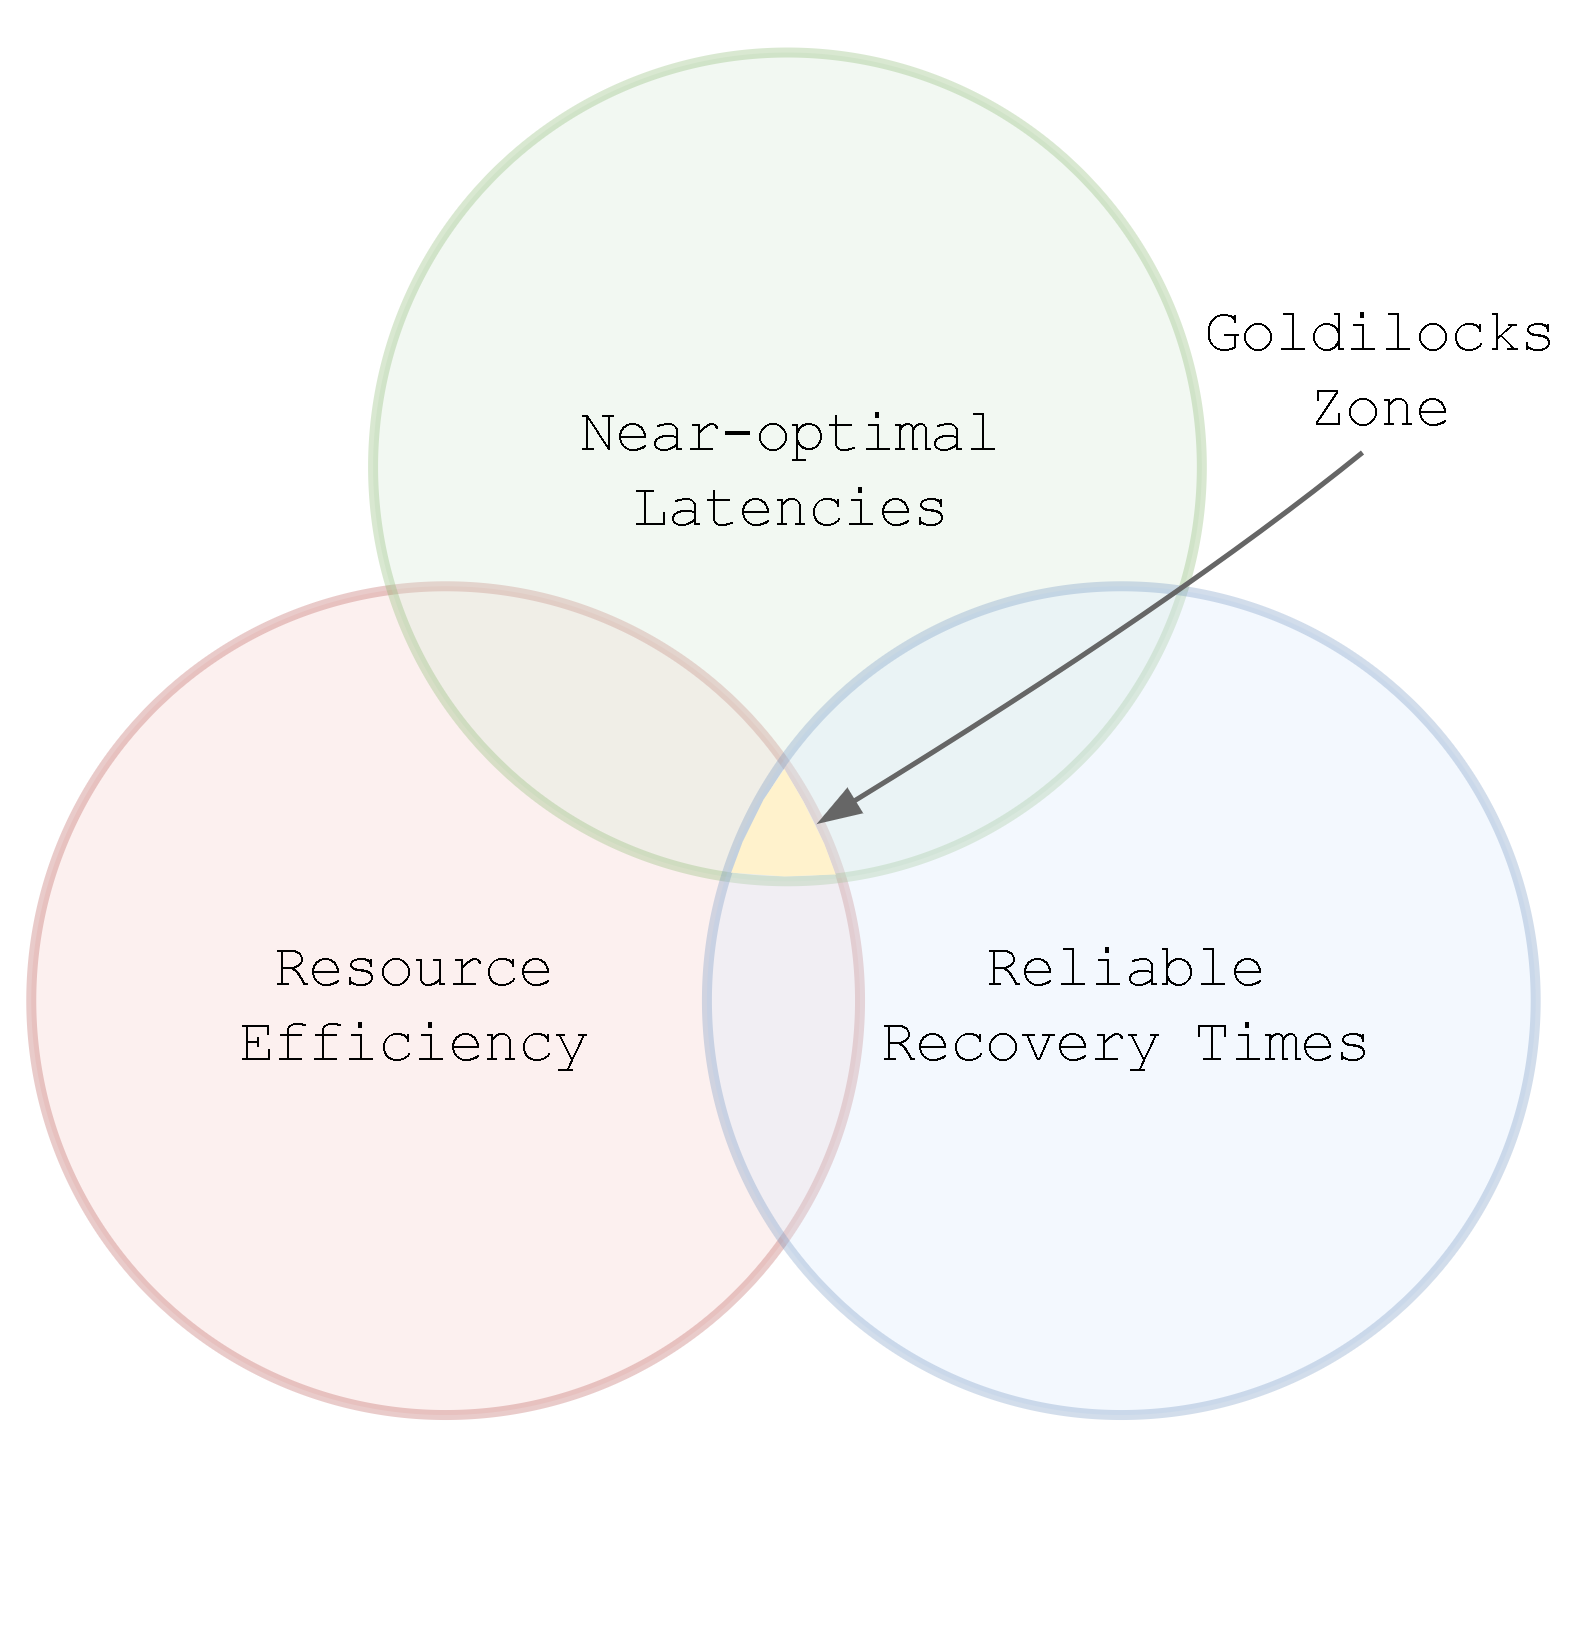 Goldilocks
Zone
Near-optimal
Latencies
Resource
Efficiency
Reliable
Recovery Times